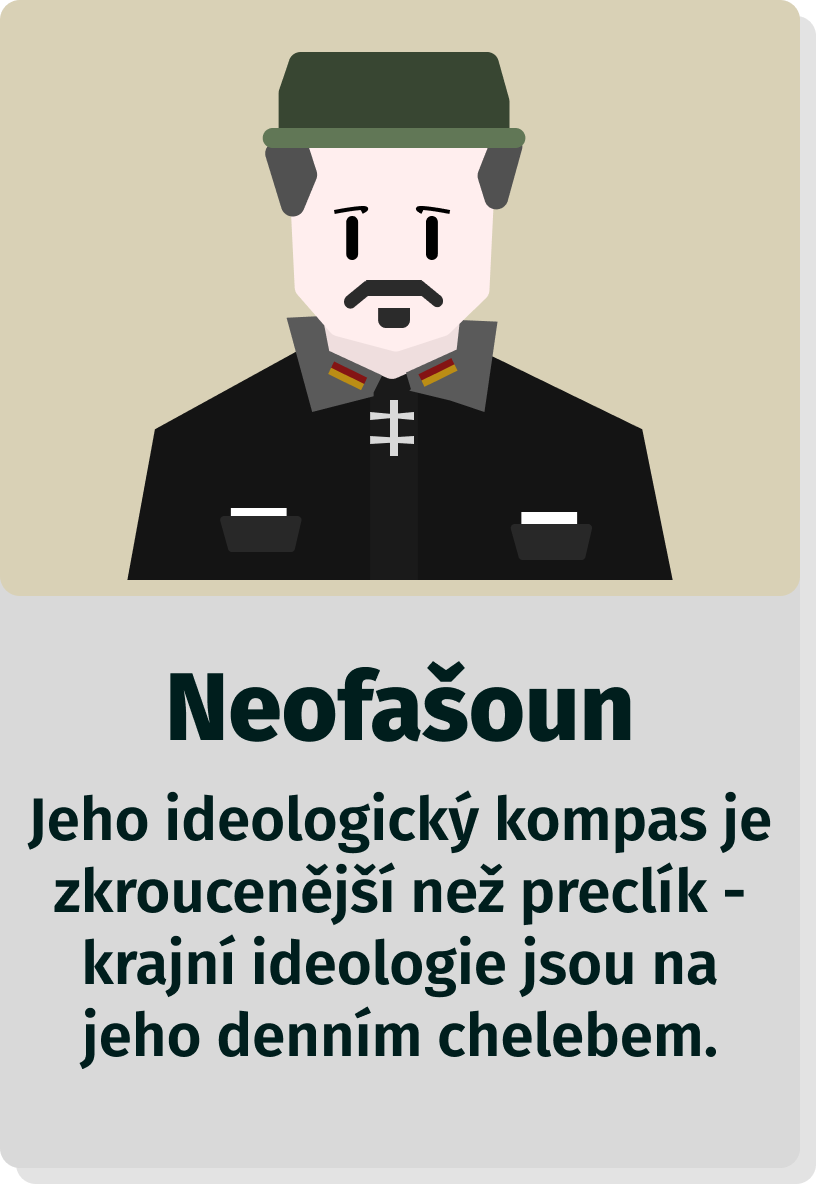 Neofašoun
Jeho ideologický kompas je
zkroucenější než preclík -
krajní ideologie jsou na
jeho denním chelebem.